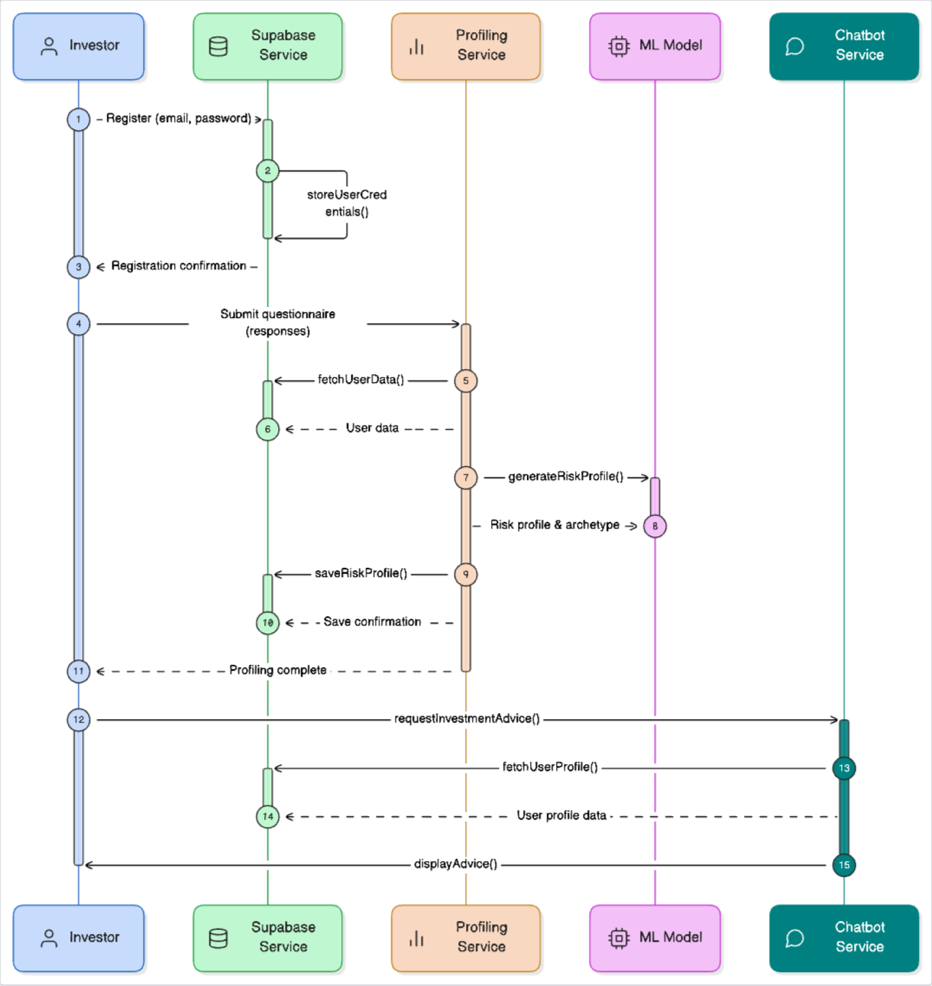 Investor
Supabase
Service
Profiling
Service
ML Model
Chatbot
Service
1
Register (email, password)
2
storeUserCred
entials()
3
Registration confirmation
4
Submit questionnaire
(responses)
fetchUserData()
5
6
User data
7
generateRiskProfile()
Risk profile & archetype
8
saveRiskProfile()
9
10
Save confirmation
11
Profiling complete
12
requestInvestmentAdvice()
fetchUserProfile()
13
14
User profile data
displayAdvice()
15
Investor
Supabase
Service
Profiling
Service
ML Model
Chatbot
Service